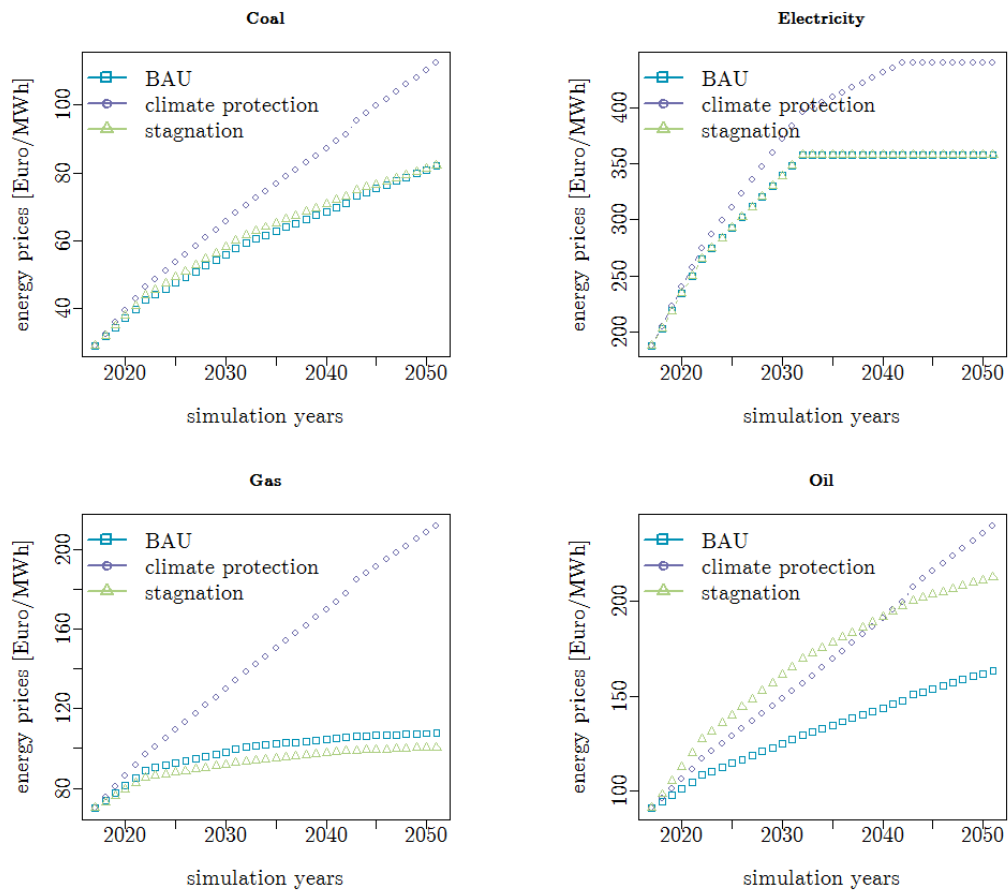 Coal
energy prices [Euro/MWh]
100
80
60
40
BAU
climate protection
stagnation
2020 2030 2040 2050
simulation years
Electricity
energy prices [Euro/MWh]
400
350
300
250
200
BAU
climate protection
stagnation
2020 2030 2040 2050
simulation years
Gas
energy prices [Euro/MWh]
200
160
120
80
BAU
climate protection
stagnation
2020 2030 2040 2050
simulation years
Oil
energy prices [Euro/MWh]
200
150
100
BAU
climate protection
stagnation
2020 2030 2040 2050
simulation years